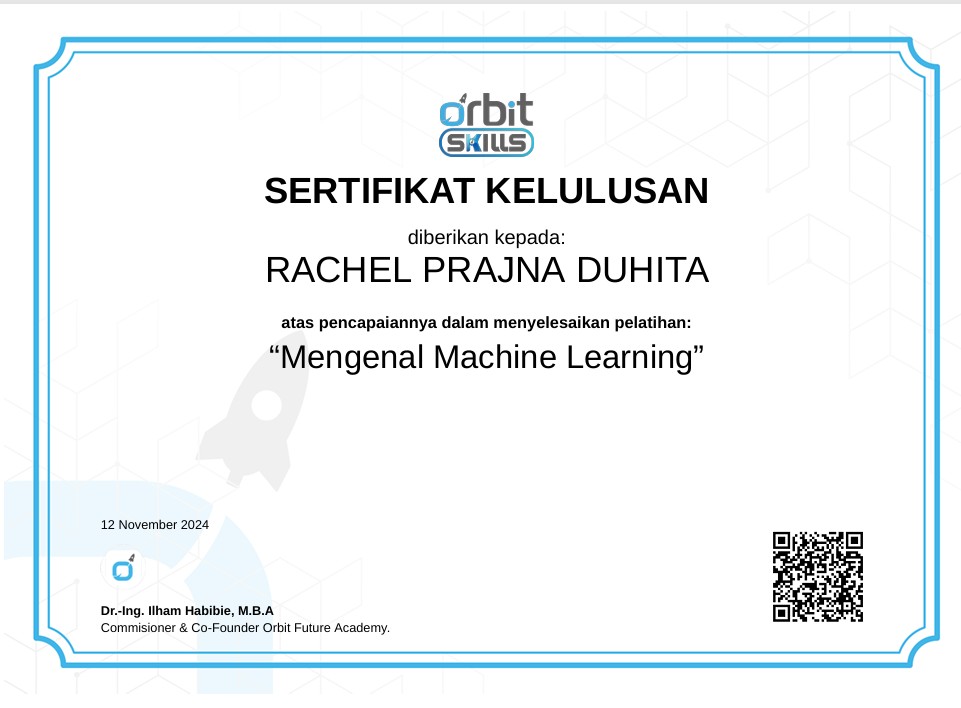 orbit
SKILLS
SERTIFIKAT KELULUSAN
diberikan kepada:
RACHEL PRAJNA DUHITA
atas pencapaiannya dalam menyelesaikan pelatihan:
“Mengenal Machine Learning”
12 November 2024
Dr.-Ing. Ilham Habibie, M.B.A
Commisioner & Co-Founder Orbit Future Academy.